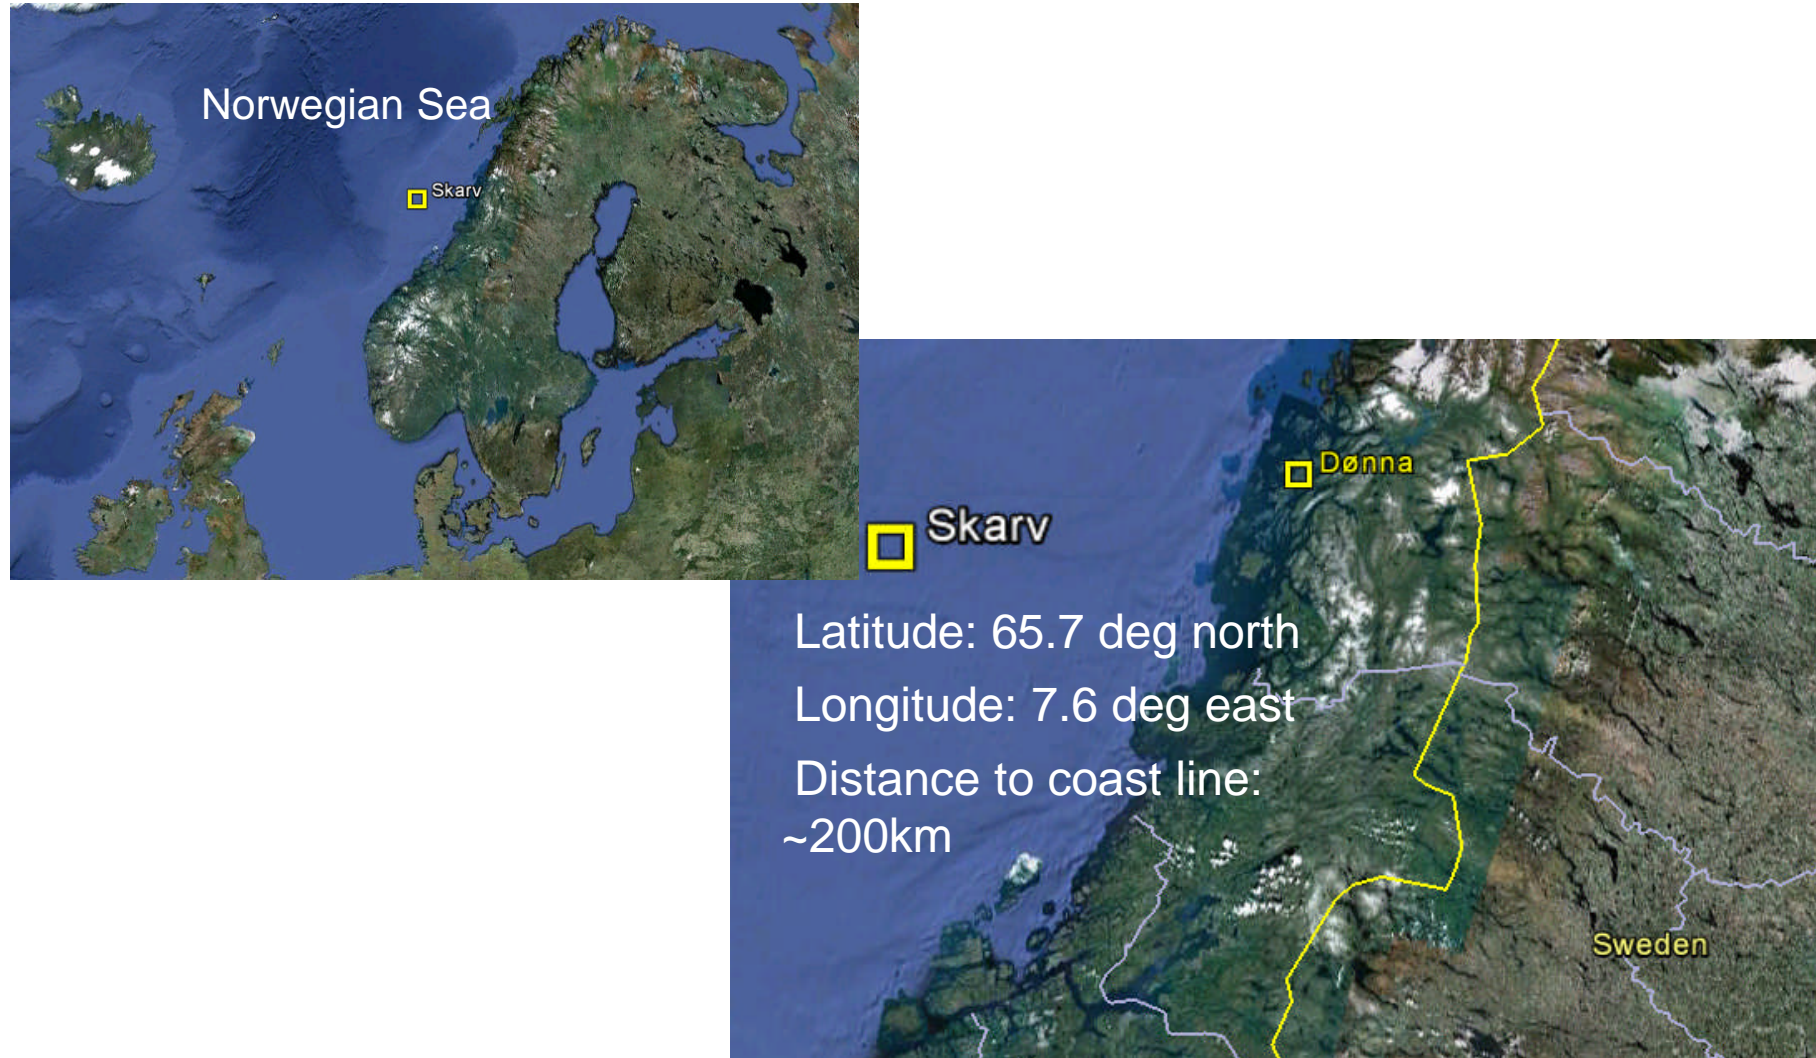 Norwegian Sea
Skarv
Dønna
Skarv
Latitude: 65.7 deg north
Longitude: 7.6 deg east
Distance to coast line:
~200km
Sweden